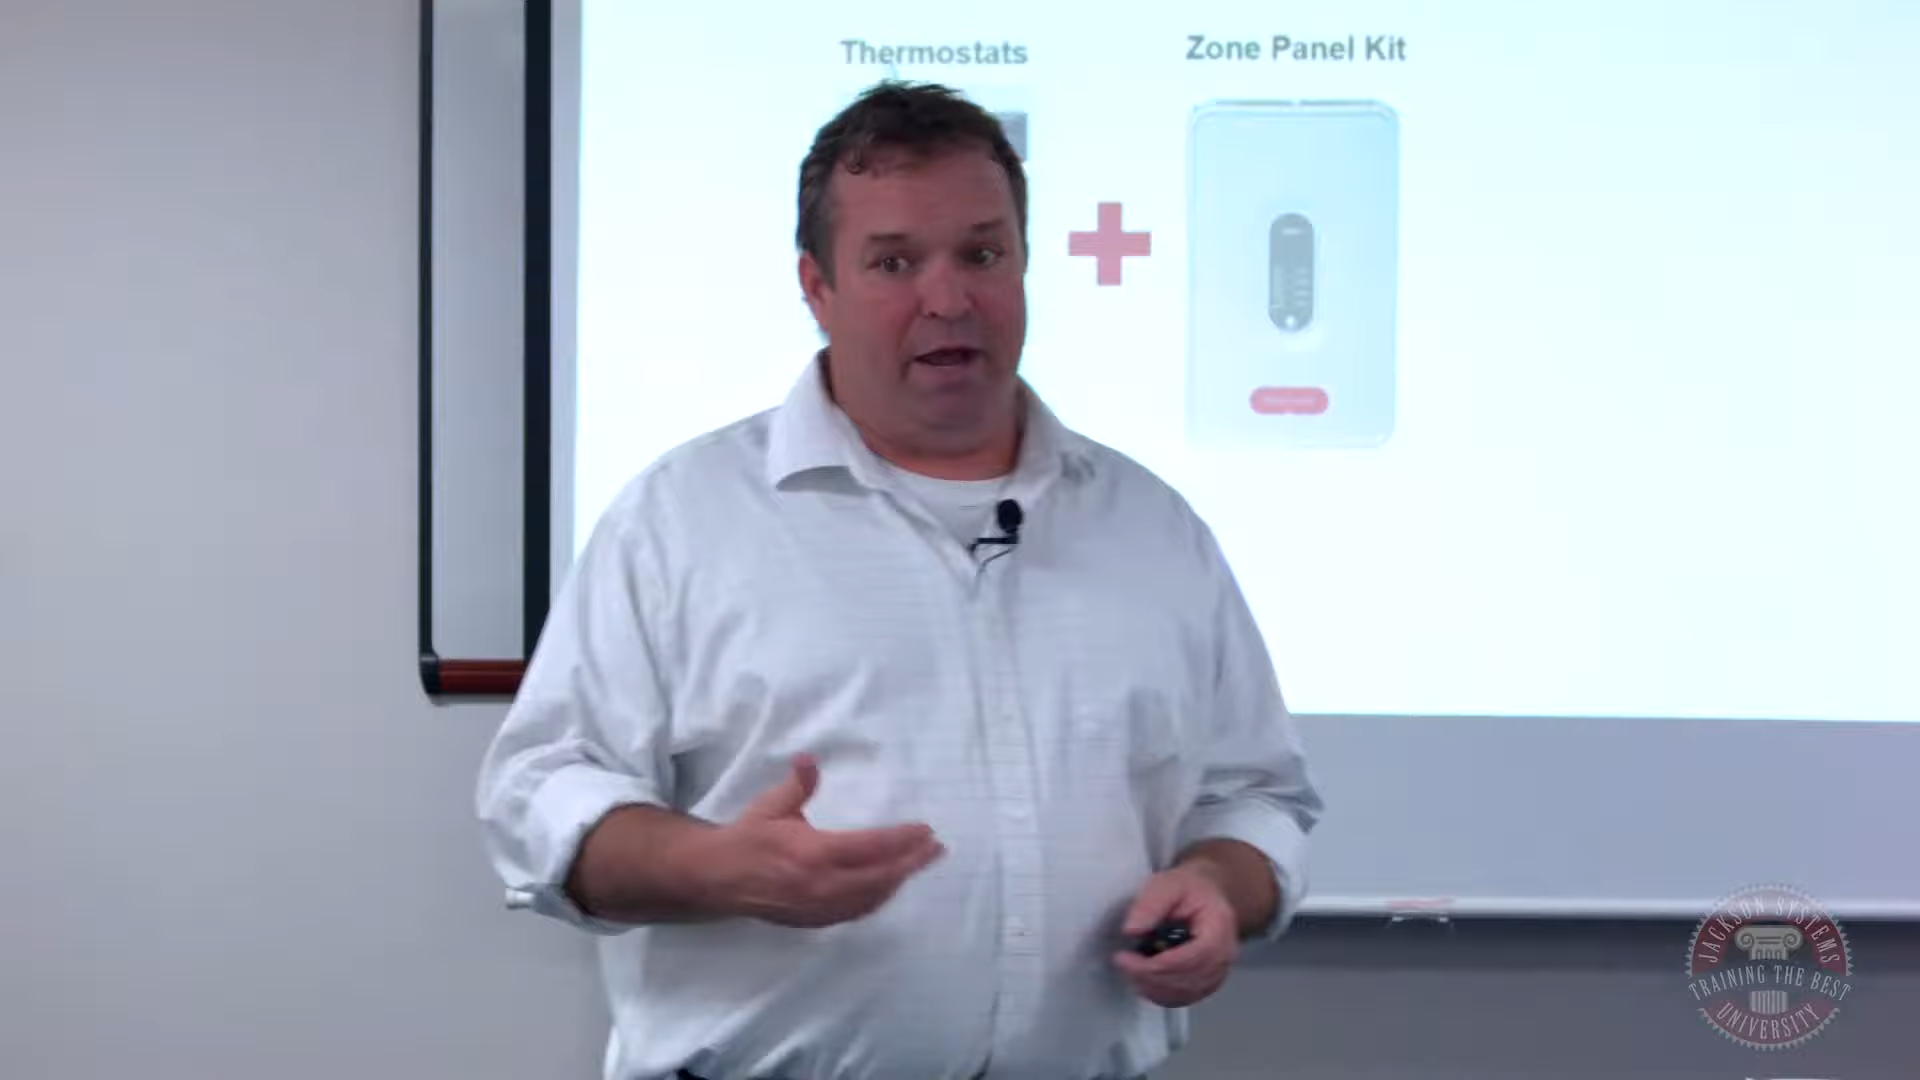 Thermostats
Zone Panel Kit
JACKSON SYSTEMS
TRAINING THE BEST
UNIVERSITY